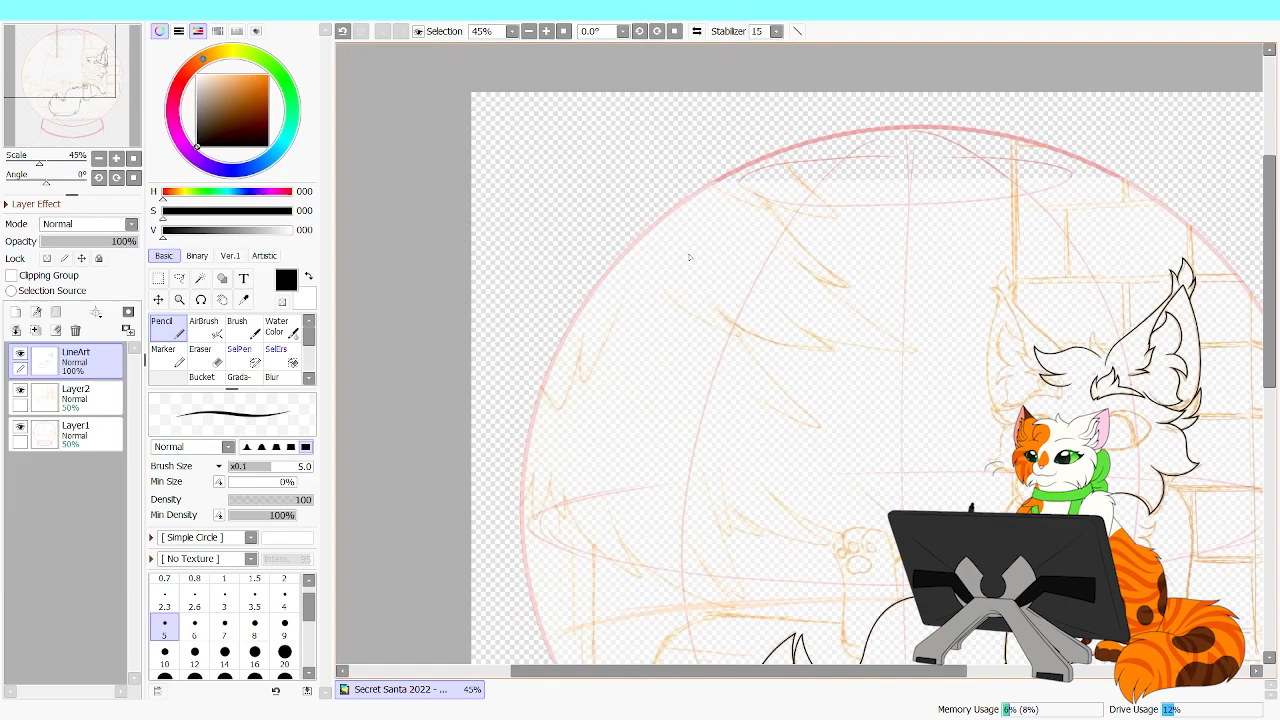 Selection 45% 0.0° Stabilizer 15
Scale 45%
Angle 0°
Layer Effect
Mode Normal
Opacity 100%
Lock
Clipping Group
Selection Source
LineArt
Normal
100%
Layer2
Normal
50%
Layer1
Normal
50%
H 000
S 000
V 000
Basic Binary Ver.1 Artistic
T
Pencil AirBrush Brush Water Color
Marker Eraser SelPen SelErs
Bucket Grada- Blur
Normal
Brush Size x0.1 5.0
Min Size 0%
Density 100
Min Density 100%
[ Simple Circle ]
[ No Texture ] Intens. 95
0.7 0.8 1 1.5 2
2.3 2.6 3 3.5 4
5 6 7 8 9
10 12 14 16 20
Secret Santa 2022 - ... 45%
Memory Usage 6% (8%) Drive Usage 12%